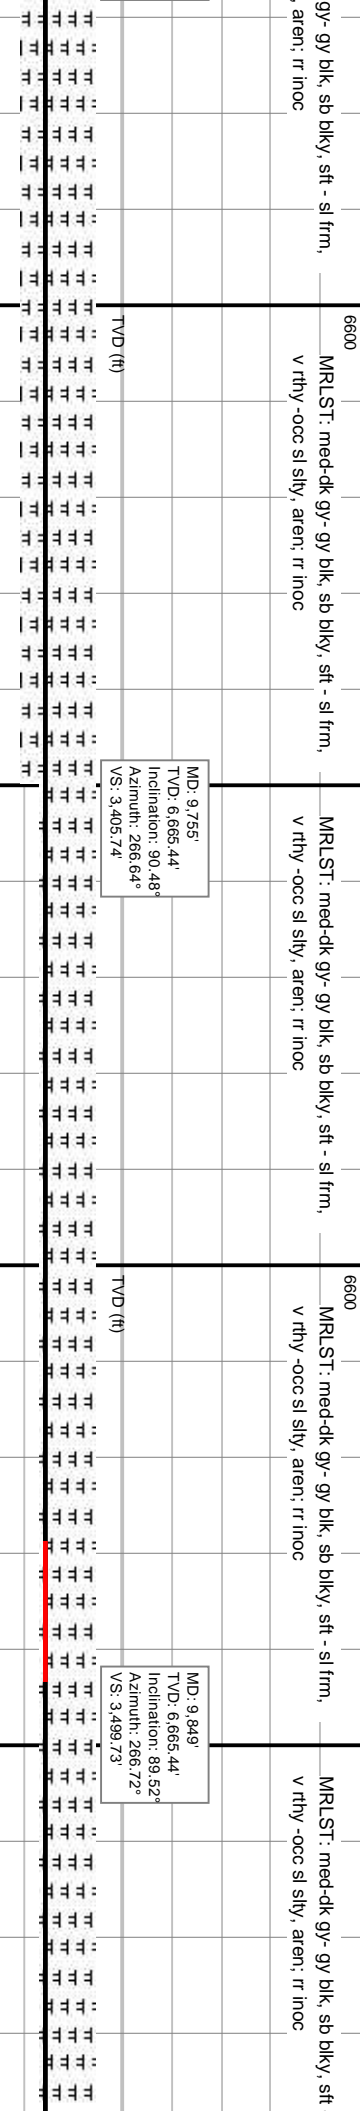 gy- gy blk, sb blky, sft - sl frm,
, aren; rr inoc
6600
TVD (ft)
MRLST: med-dk gy- gy blk, sb blky, sft - sl frm,
v rthy -occ sl slty, aren; rr inoc
MD: 9,755'
TVD: 6,665.44'
Inclination: 90.48°
Azimuth: 266.64°
VS: 3,405.74'
MRLST: med-dk gy- gy blk, sb blky, sft - sl frm,
v rthy -occ sl slty, aren; rr inoc
6600
TVD (ft)
MRLST: med-dk gy- gy blk, sb blky, sft - sl frm,
v rthy -occ sl slty, aren; rr inoc
MD: 9,849'
TVD: 6,665.44'
Inclination: 89.52°
Azimuth: 266.72°
VS: 3,499.73'
MRLST: med-dk gy- gy blk, sb blky, sft
v rthy -occ sl slty, aren; rr inoc